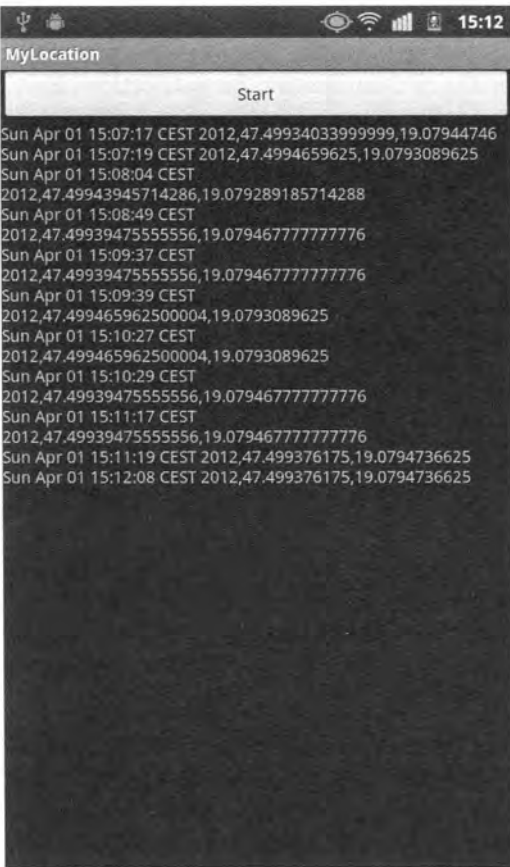 15:12
MyLocation
Start
Sun Apr 01 15:07:17 CEST 2012,47.49934033999999,19.07944746
Sun Apr 01 15:07:19 CEST 2012,47.4994659625,19.0793089625
Sun Apr 01 15:08:04 CEST
2012,47.49943945714286,19.079289185714288
Sun Apr 01 15:08:49 CEST
2012,47.49939475555556,19.079467777777776
Sun Apr 01 15:09:37 CEST
2012,47.49939475555556,19.079467777777776
Sun Apr 01 15:09:39 CEST
2012,47.499465962500004,19.0793089625
Sun Apr 01 15:10:27 CEST
2012,47.499465962500004,19.0793089625
Sun Apr 01 15:10:29 CEST
2012,47.49939475555556,19.079467777777776
Sun Apr 01 15:11:17 CEST
2012,47.49939475555556,19.079467777777776
Sun Apr 01 15:11:19 CEST 2012,47.499376175,19.0794736625
Sun Apr 01 15:12:08 CEST 2012,47.499376175,19.0794736625